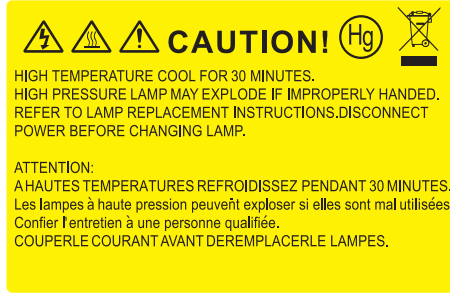 CAUTION! Hg
HIGH TEMPERATURE COOL FOR 30 MINUTES.
HIGH PRESSURE LAMP MAY EXPLODE IF IMPROPERLY HANDED.
REFER TO LAMP REPLACEMENT INSTRUCTIONS.DISCONNECT
POWER BEFORE CHANGING LAMP.
ATTENTION:
A HAUTES TEMPERATURES REFROIDISSEZ PENDANT 30 MINUTES.
Les lampes à haute pression peuvent exploser si elles sont mal utilisées
Confier l'entretien à une personne qualifiée.
COUPERLE COURANT AVANT DEREMPLACERLE LAMPES.